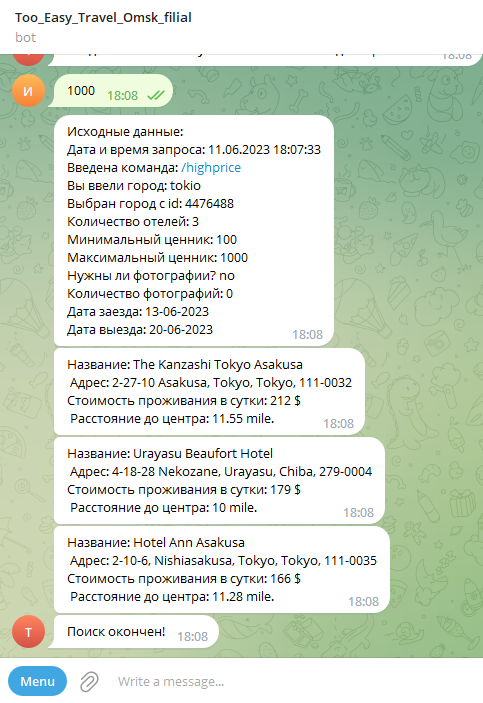 Too_Easy_Travel_Omsk_filial
bot
18:08
И
1000 18:08
Исходные данные:
Дата и время запроса: 11.06.2023 18:07:33
Введена команда: /highprice
Вы ввели город: tokio
Выбран город с id: 4476488
Количество отелей: 3
Минимальный ценник: 100
Максимальный ценник: 1000
Нужны ли фотографии? no
Количество фотографий: 0
Дата заезда: 13-06-2023
Дата выезда: 20-06-2023
18:08
Название: The Kanzashi Tokyo Asakusa
Адрес: 2-27-10 Asakusa, Tokyo, Tokyo, 111-0032
Стоимость проживания в сутки: 212 $
Расстояние до центра: 11.55 mile.
18:08
Название: Urayasu Beaufort Hotel
Адрес: 4-18-28 Nekozane, Urayasu, Chiba, 279-0004
Стоимость проживания в сутки: 179 $
Расстояние до центра: 10 mile.
18:08
Название: Hotel Ann Asakusa
Адрес: 2-10-6, Nishiasakusa, Tokyo, Tokyo, 111-0035
Стоимость проживания в сутки: 166 $
Расстояние до центра: 11.28 mile.
18:08
Т
Поиск окончен! 18:08
Menu
Write a message...